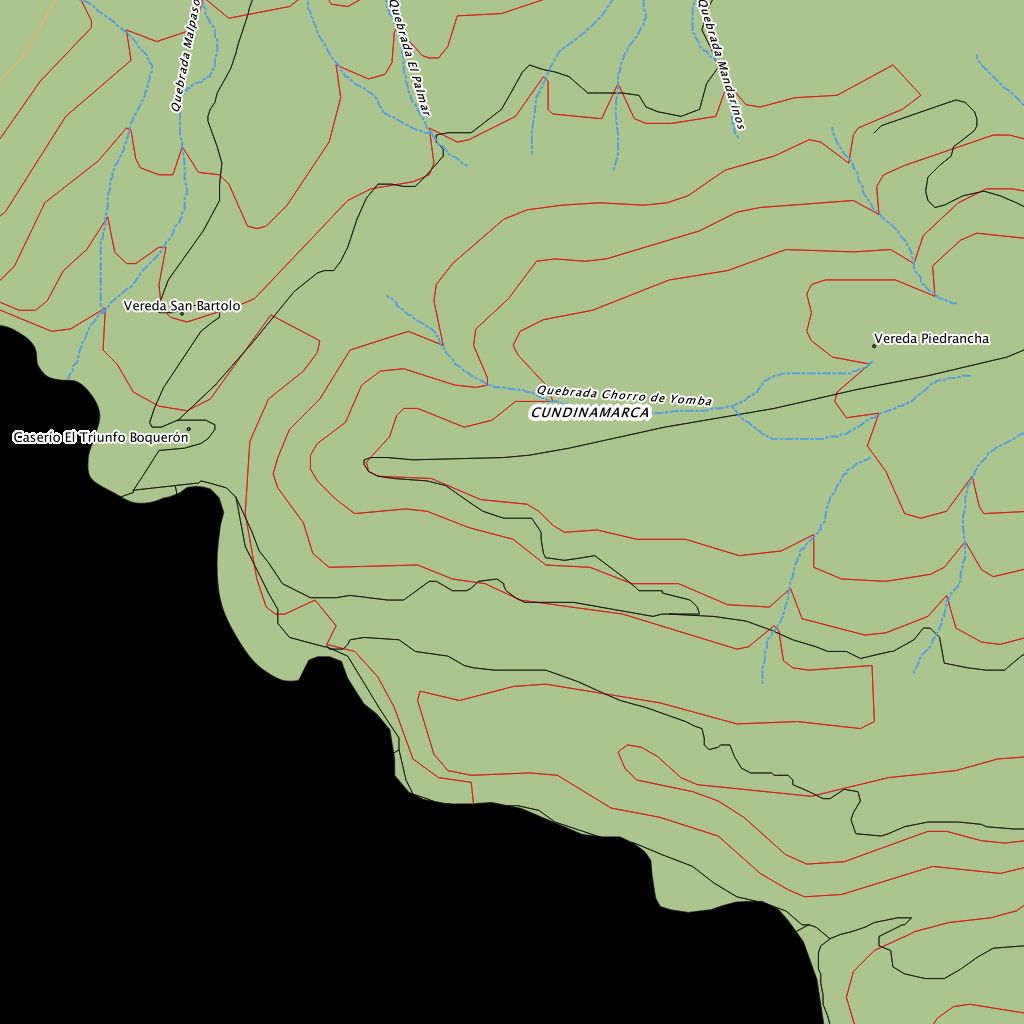 Quebrada Malpaso
Quebrada El Palmar
Quebrada Mandarinos
Vereda San Bartolo
Vereda Piedrancha
Quebrada Chorro de Yomba
CUNDINAMARCA
Caserío El Triunfo Boquerón